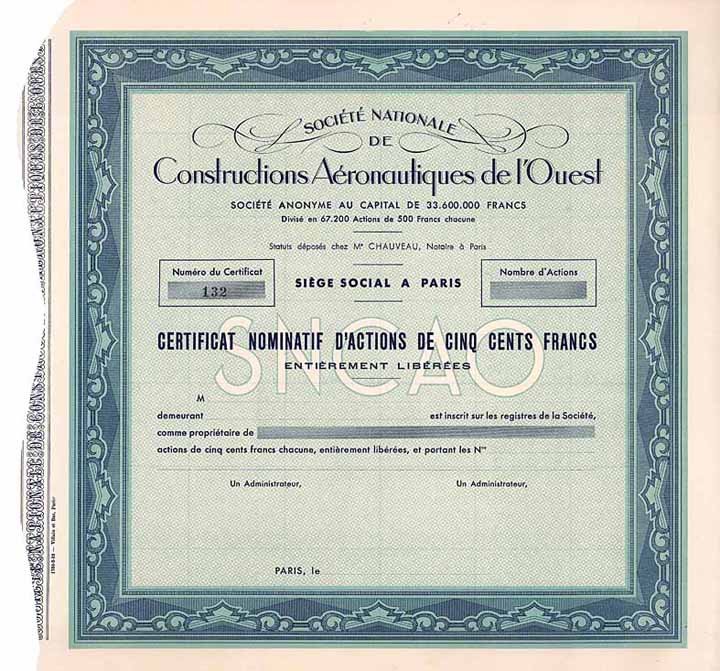 SOCIÉTÉ NATIONALE
DE
Constructions Aéronautiques de l'Ouest
SOCIÉTÉ ANONYME AU CAPITAL DE 33.600.000 FRANCS
Divisé en 67.200 Actions de 500 Francs chacune
Statuts déposés chez Me CHAUVEAU, Notaire à Paris
Numéro du Certificat
132
SIÈGE SOCIAL A PARIS
Nombre d'Actions
SNCAO
CERTIFICAT NOMINATIF D'ACTIONS DE CINQ CENTS FRANCS
ENTIÈREMENT LIBÉRÉES
M
demeurant est inscrit sur les registres de la Société,
comme propriétaire de
actions de cinq cents francs chacune, entièrement libérées, et portant les Nos
Un Administrateur, Un Administrateur,
PARIS, le